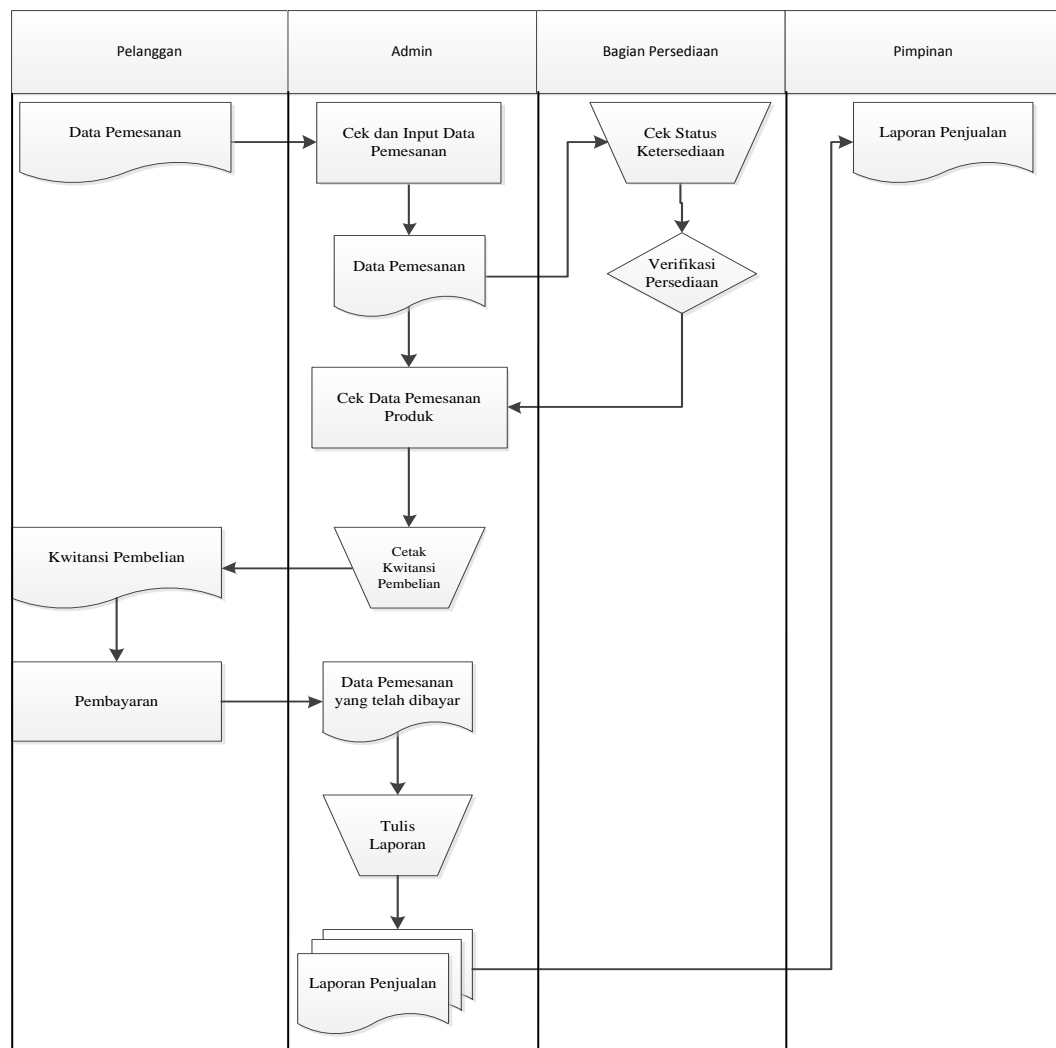 Pelanggan
Admin
Bagian Persediaan
Pimpinan
Data Pemesanan
Cek dan Input Data
Pemesanan
Cek Status
Ketersediaan
Laporan Penjualan
Data Pemesanan
Verifikasi
Persediaan
Cek Data Pemesanan
Produk
Kwitansi Pembelian
Cetak
Kwitansi
Pembelian
Pembayaran
Data Pemesanan
yang telah dibayar
Tulis
Laporan
Laporan Penjualan